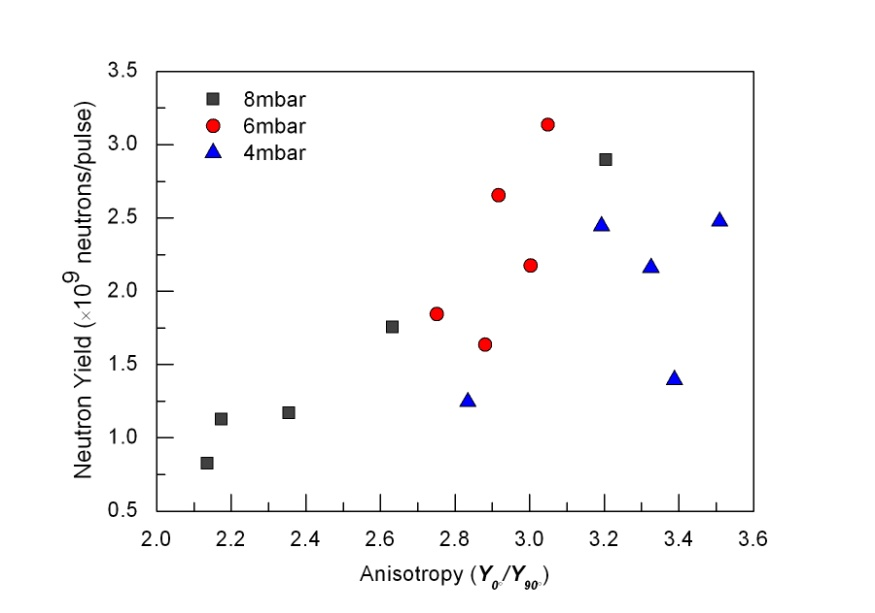 3.5
3.0
2.5
2.0
1.5
1.0
0.5
8mbar
6mbar
4mbar
Neutron Yield (×10⁹ neutrons/pulse)
2.0 2.2 2.4 2.6 2.8 3.0 3.2 3.4 3.6
Anisotropy (Y0°/Y90°)